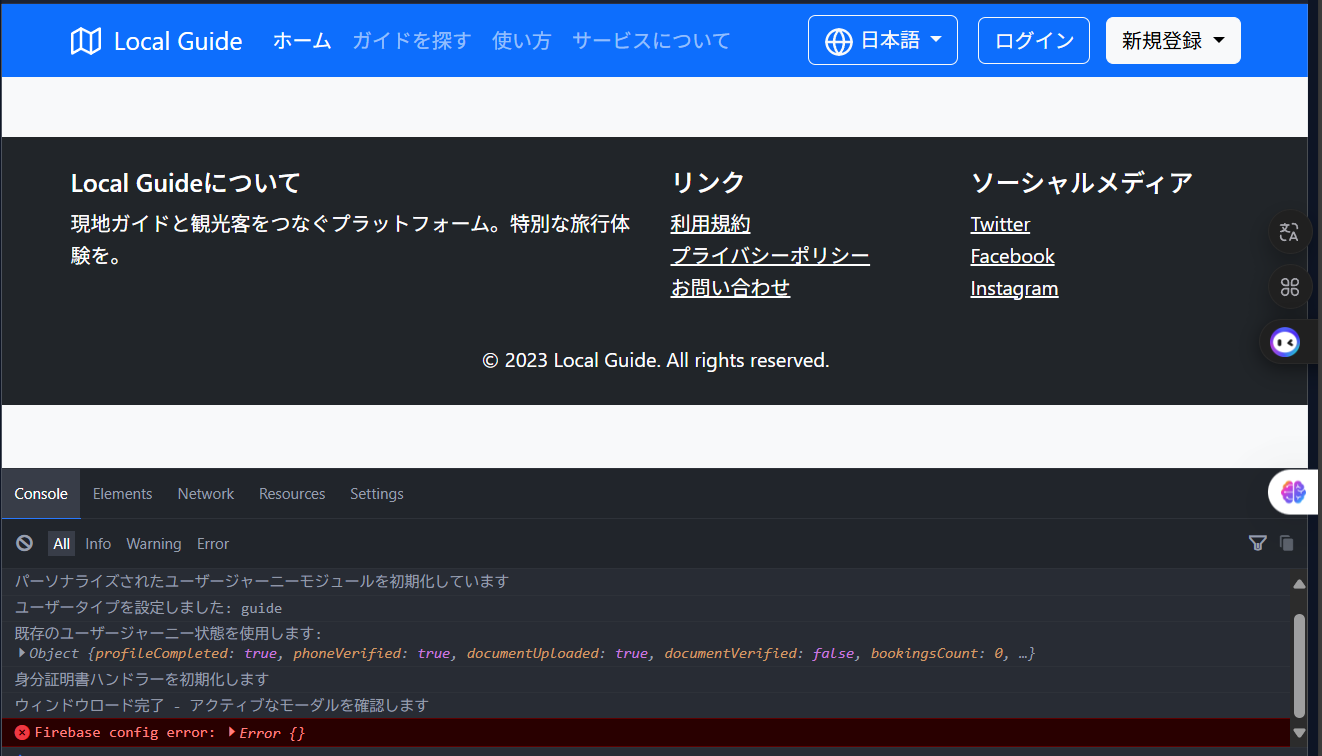 Local Guide ホーム ガイドを探す 使い方 サービスについて 日本語 ログイン 新規登録
Local Guideについて
現地ガイドと観光客をつなぐプラットフォーム。特別な旅行体
験を。
リンク
利用規約
プライバシーポリシー
お問い合わせ
ソーシャルメディア
Twitter
Facebook
Instagram
© 2023 Local Guide. All rights reserved.
Console Elements Network Resources Settings
All Info Warning Error
パーソナライズされたユーザージャーニーモジュールを初期化しています
ユーザータイプを設定しました: guide
既存のユーザージャーニー状態を使用します:
Object {profileCompleted: true, phoneVerified: true, documentUploaded: true, documentVerified: false, bookingsCount: 0, …}
身分証明書ハンドラーを初期化します
ウィンドウロード完了 - アクティブなモーダルを確認します
Firebase config error: Error {}